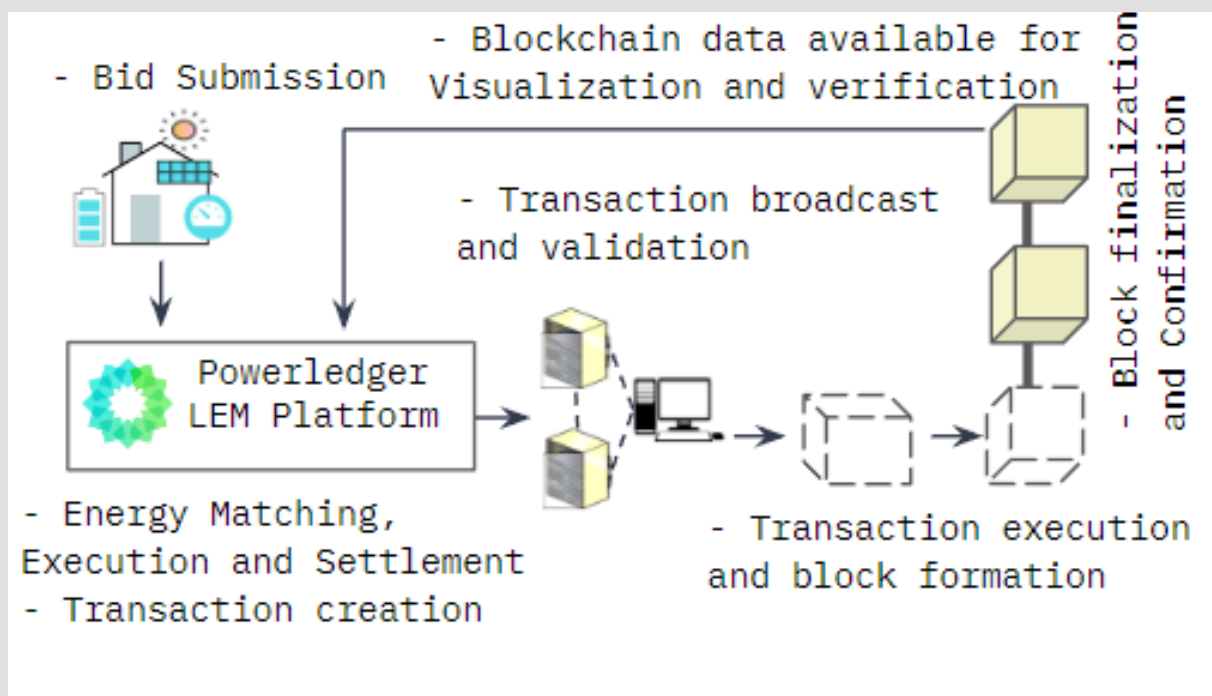 - Bid Submission
- Blockchain data available for
Visualization and verification
- Transaction broadcast
and validation
- Block finalization
and Confirmation
Powerledger
LEM Platform
- Energy Matching,
Execution and Settlement
- Transaction creation
- Transaction execution
and block formation